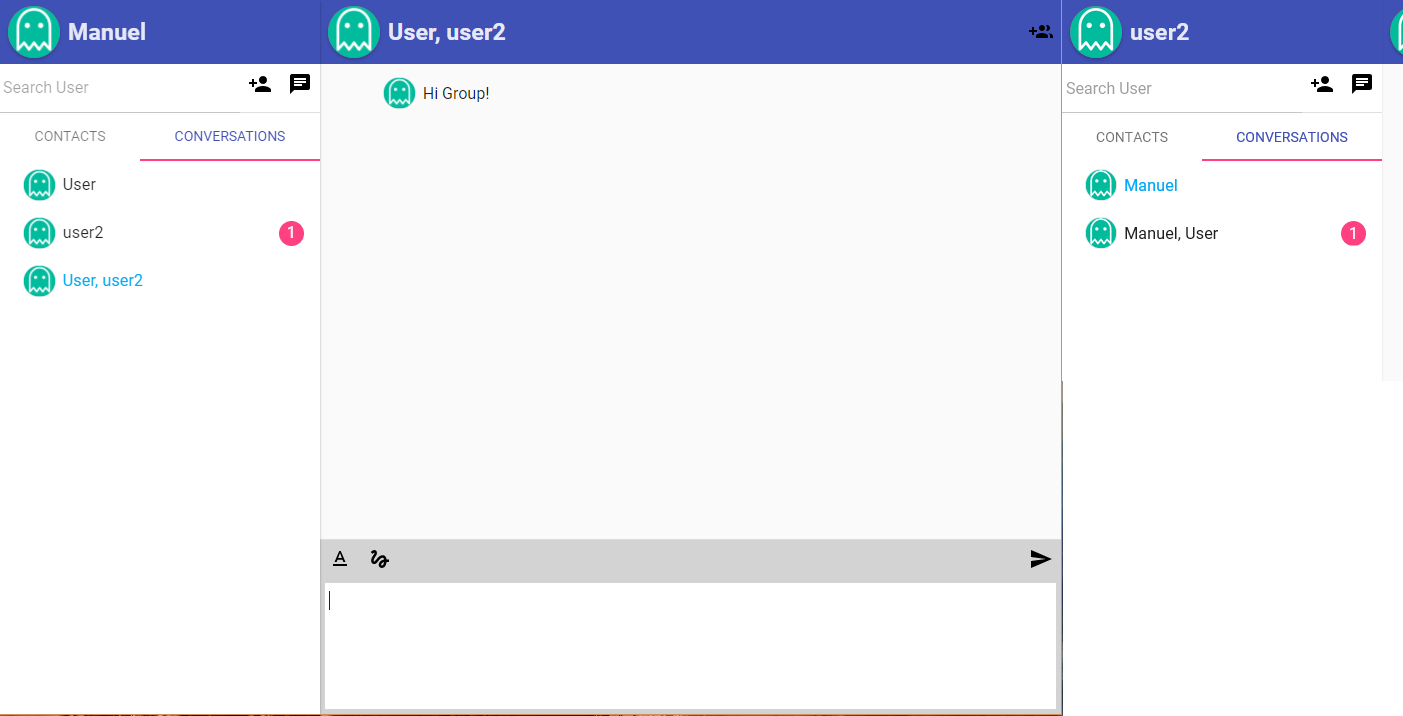 Manuel
Search User
CONTACTS CONVERSATIONS
User
user2 1
User, user2
User, user2
Hi Group!
A
user2
Search User
CONTACTS CONVERSATIONS
Manuel
Manuel, User 1